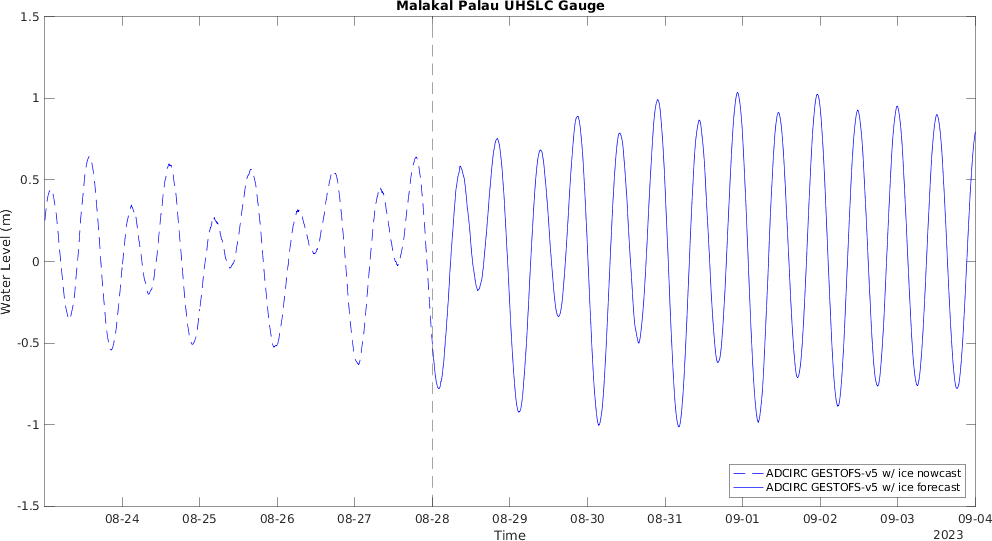 Malakal Palau UHSLC Gauge
1.5
1
0.5
0
-0.5
-1
-1.5
Water Level (m)
ADCIRC GESTOFS-v5 w/ ice nowcast
ADCIRC GESTOFS-v5 w/ ice forecast
08-24 08-25 08-26 08-27 08-28 08-29 08-30 08-31 09-01 09-02 09-03 09-04
Time
2023